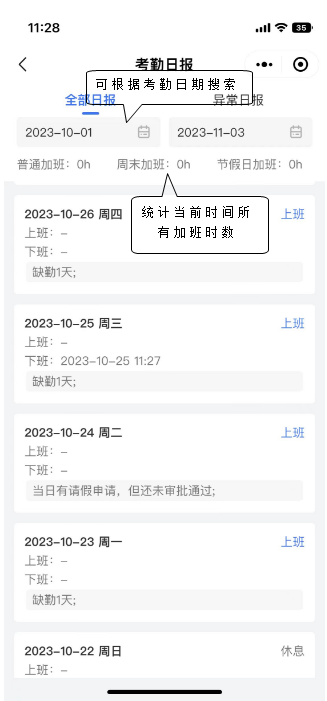 11:28
35
考勤日报
可根据考勤日期搜索
全部日报
异常日报
2023-10-01
2023-11-03
普通加班：0h
周末加班：0h
节假日加班：0h
统计当前时间所
有加班时数
2023-10-26 周四
上班
上班：-
下班：-
缺勤1天;
2023-10-25 周三
上班
上班：-
下班：2023-10-25 11:27
缺勤1天;
2023-10-24 周二
上班
上班：-
下班：-
当日有请假申请，但还未审批通过;
2023-10-23 周一
上班
上班：-
下班：-
缺勤1天;
2023-10-22 周日
休息
上班：-